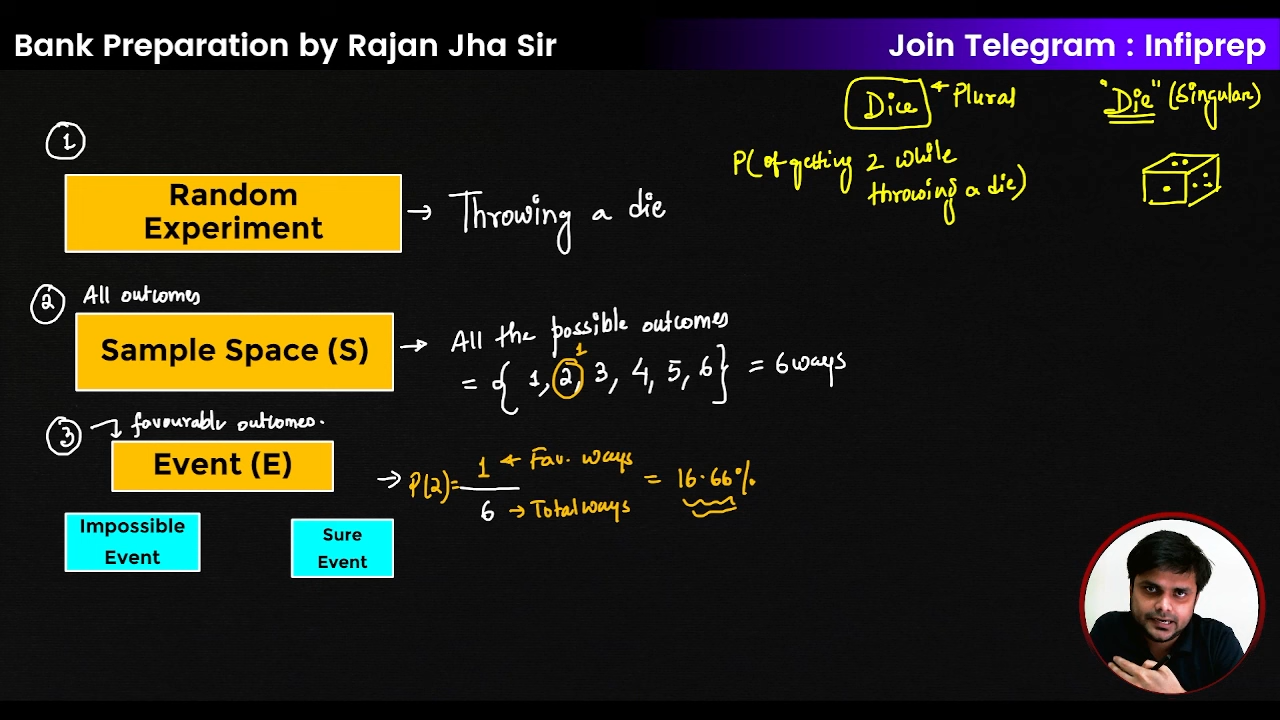 Bank Preparation by Rajan Jha Sir
Join Telegram : Infiprep
Dice ← Plural
"Die" (Singular)
P(of getting 2 while
throwing a die)
1
Random
Experiment
→ Throwing a die
2 All outcomes
Sample Space (S)
→ All the possible outcomes
1
= { 1, 2, 3, 4, 5, 6 } = 6 ways
3 favourable outcomes.
Event (E)
→ P(2) = 1 ← Fav. ways = 16.66%
6 → Total ways
Impossible
Event
Sure
Event